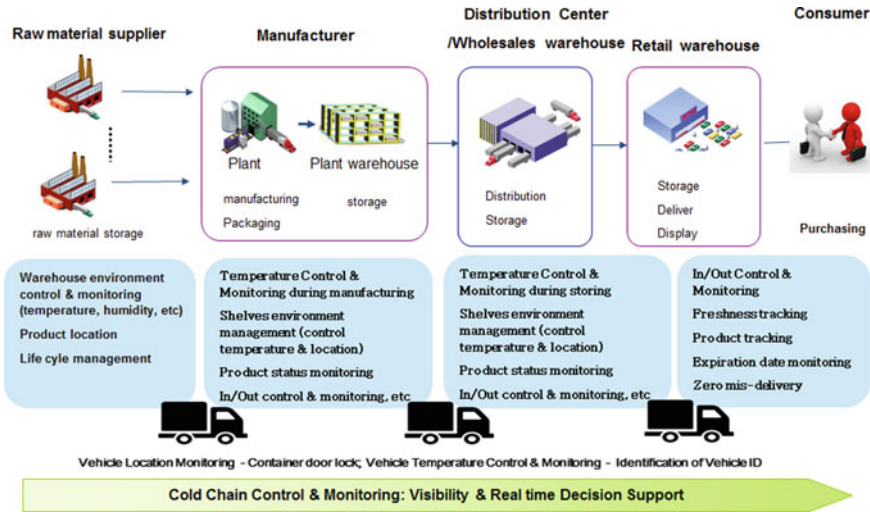 Raw material supplier
Manufacturer
Distribution Center
/Wholesales warehouse
Retail warehouse
Consumer
Plant
Plant warehouse
manufacturing
Packaging
storage
Distribution
Storage
Storage
Deliver
Display
raw material storage
Purchasing
Warehouse environment
control & monitoring
(temperature, humidity, etc)
Product location
Life cyle management
Temperature Control &
Monitoring during manufacturing
Shelves environment
management (control
temperature & location)
Product status monitoring
In/Out control & monitoring, etc
Temperature Control &
Monitoring during storing
Shelves environment
management (control
temperature & location)
Product status monitoring
In/Out control & monitoring, etc
In/Out Control &
Monitoring
Freshness tracking
Product tracking
Expiration date monitoring
Zero mis-delivery
Vehicle Location Monitoring - Container door lock; Vehicle Temperature Control & Monitoring - Identification of Vehicle ID
Cold Chain Control & Monitoring: Visibility & Real time Decision Support